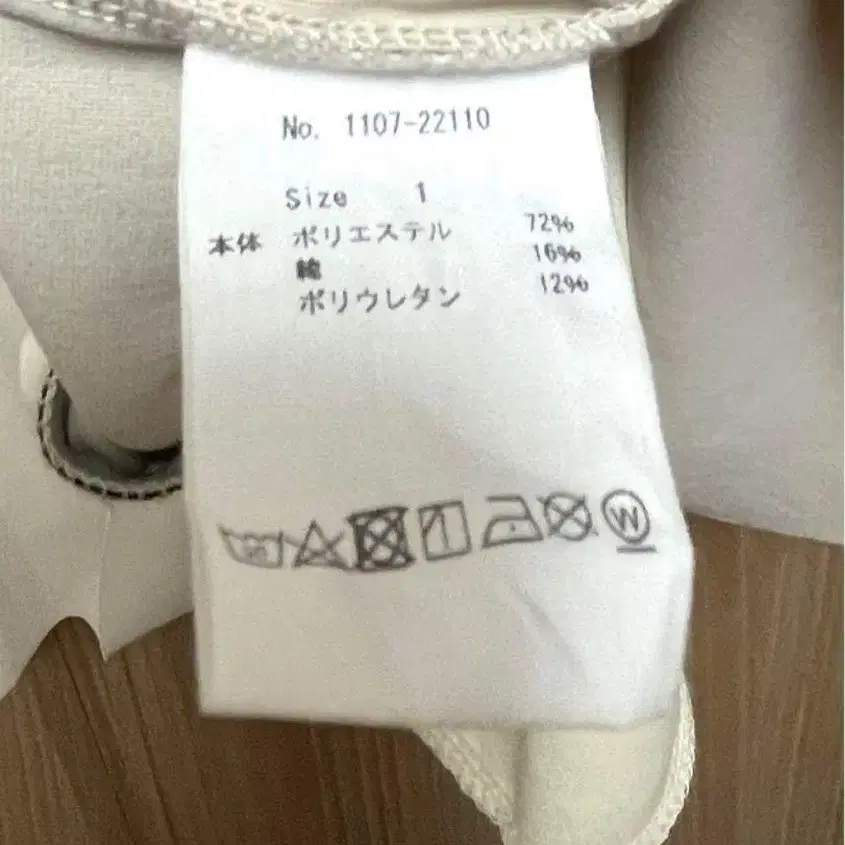 No. 1107-22110
Size 1
本体 ポリエステル 72%
綿 16%
ポリウレタン 12%
W